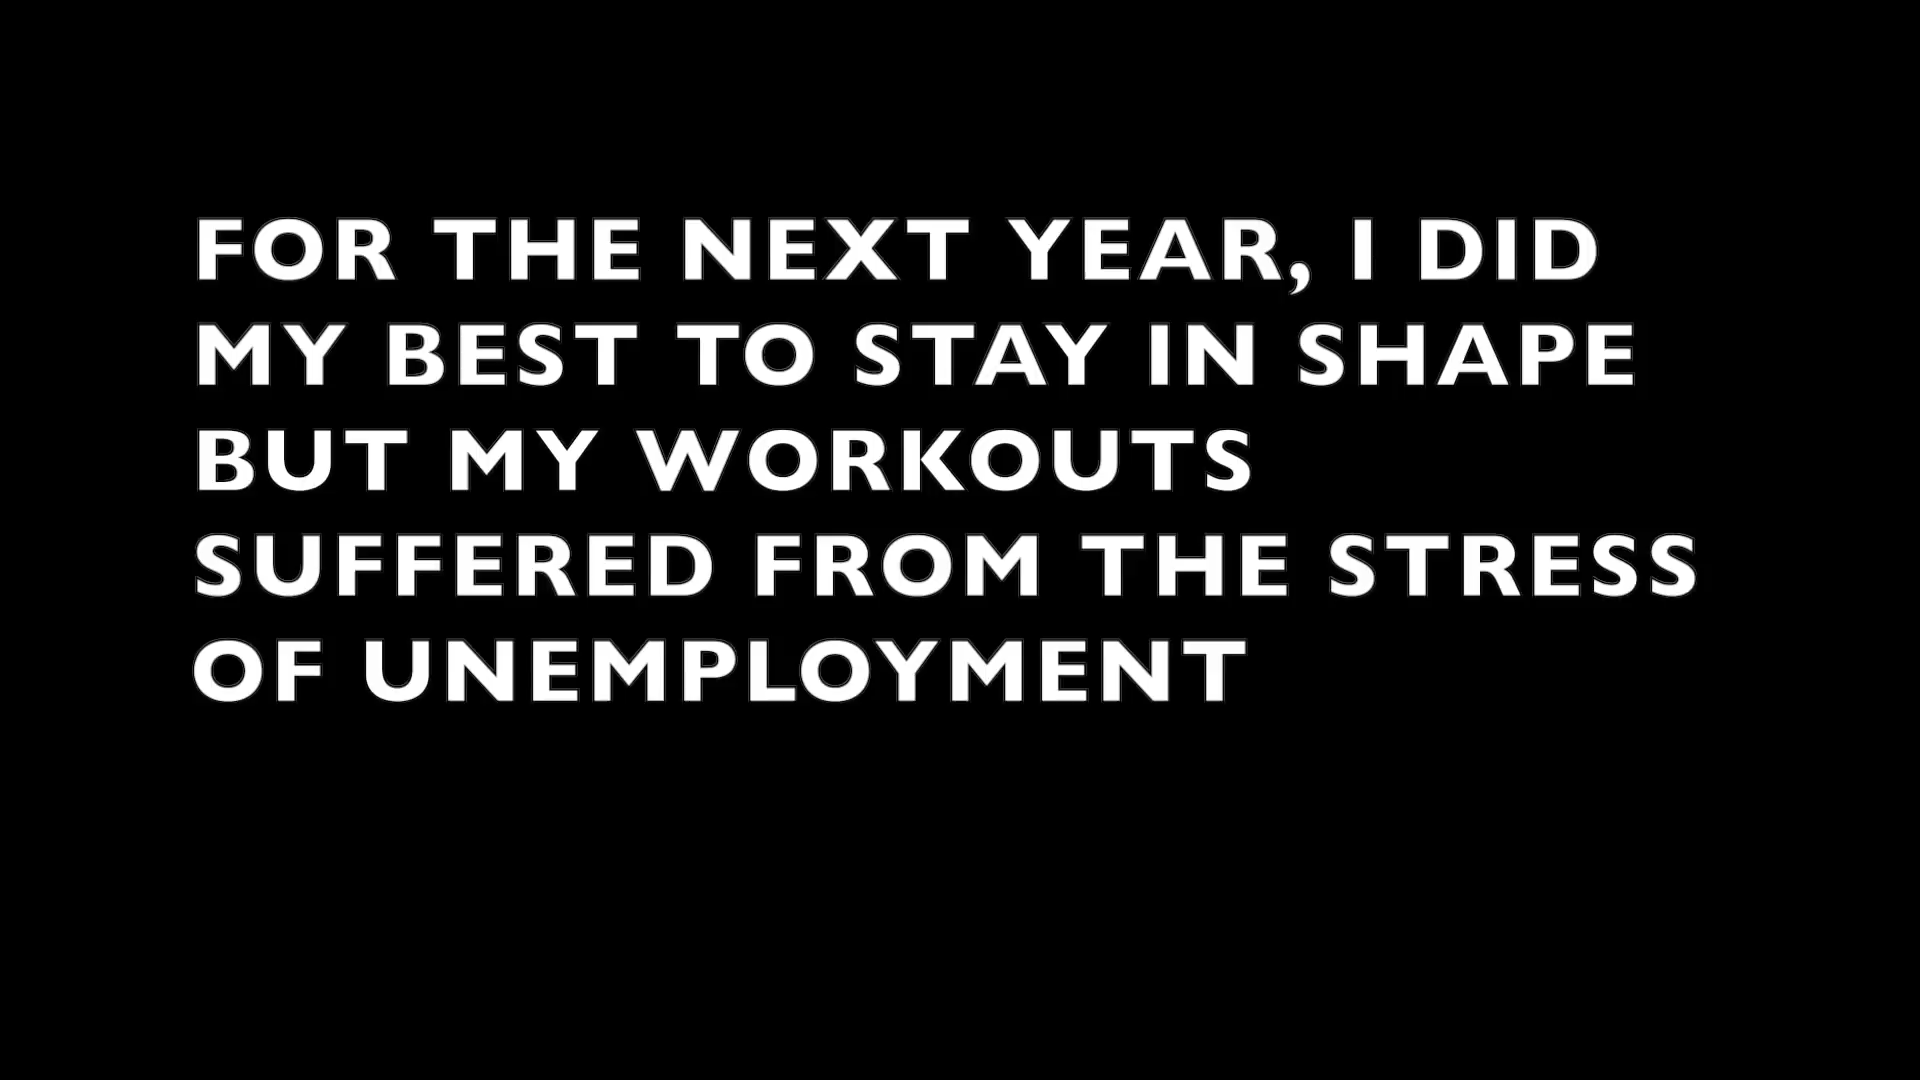 FOR THE NEXT YEAR, I DID
MY BEST TO STAY IN SHAPE
BUT MY WORKOUTS
SUFFERED FROM THE STRESS
OF UNEMPLOYMENT